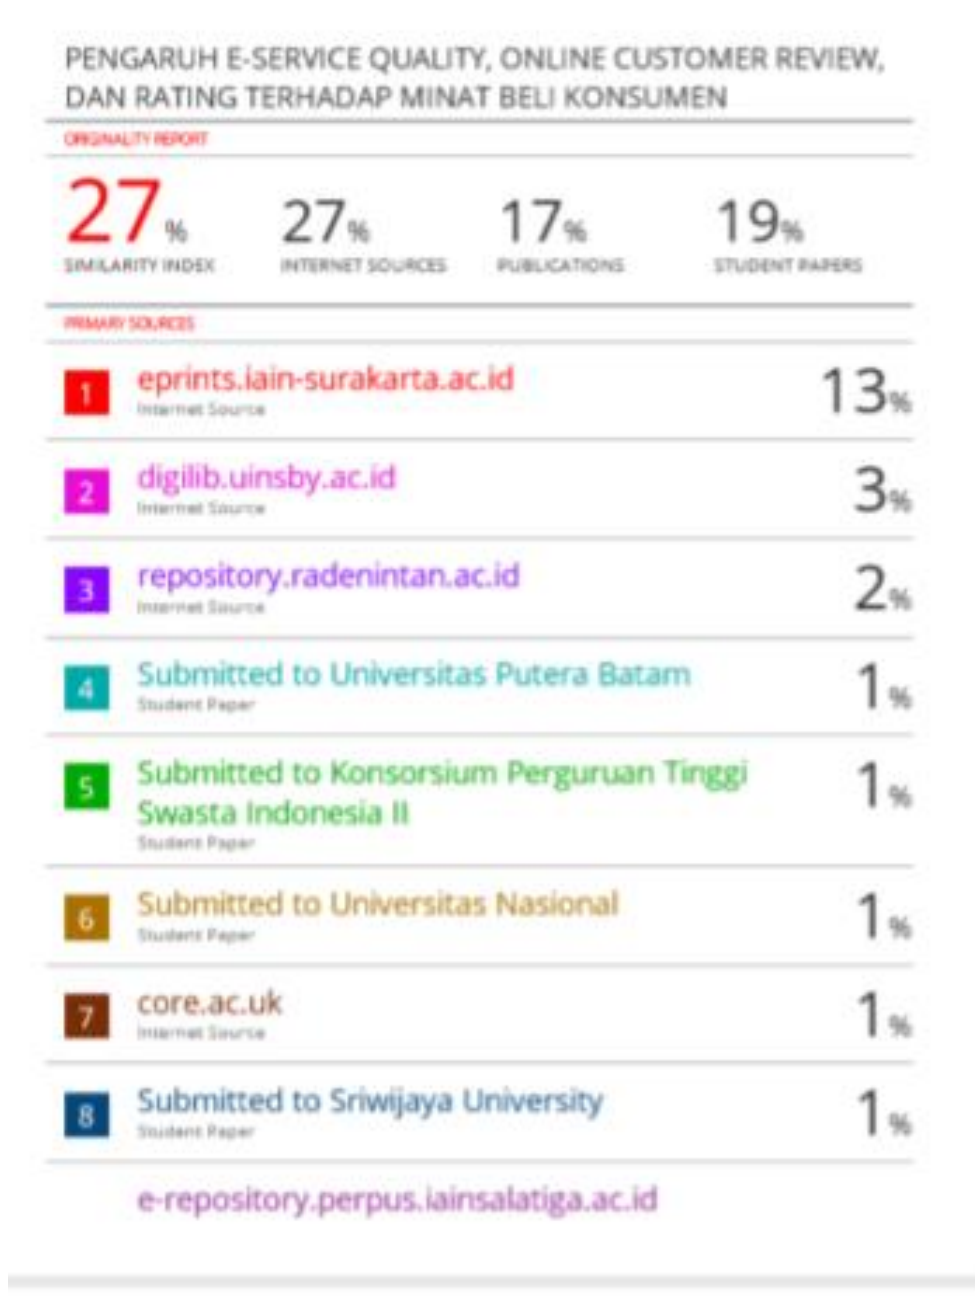 PENGARUH E-SERVICE QUALITY, ONLINE CUSTOMER REVIEW,
DAN RATING TERHADAP MINAT BELI KONSUMEN
ORIGINALITY REPORT
27%
SIMILARITY INDEX
27%
INTERNET SOURCES
17%
PUBLICATIONS
19%
STUDENT PAPERS
PRIMARY SOURCES
1 eprints.iain-surakarta.ac.id 13%
Internet Source
2 digilib.uinsby.ac.id 3%
Internet Source
3 repository.radenintan.ac.id 2%
Internet Source
4 Submitted to Universitas Putera Batam 1%
Student Paper
5 Submitted to Konsorsium Perguruan Tinggi 1%
Swasta Indonesia II
Student Paper
6 Submitted to Universitas Nasional 1%
Student Paper
7 core.ac.uk 1%
Internet Source
8 Submitted to Sriwijaya University 1%
Student Paper
e-repository.perpus.iainsalatiga.ac.id